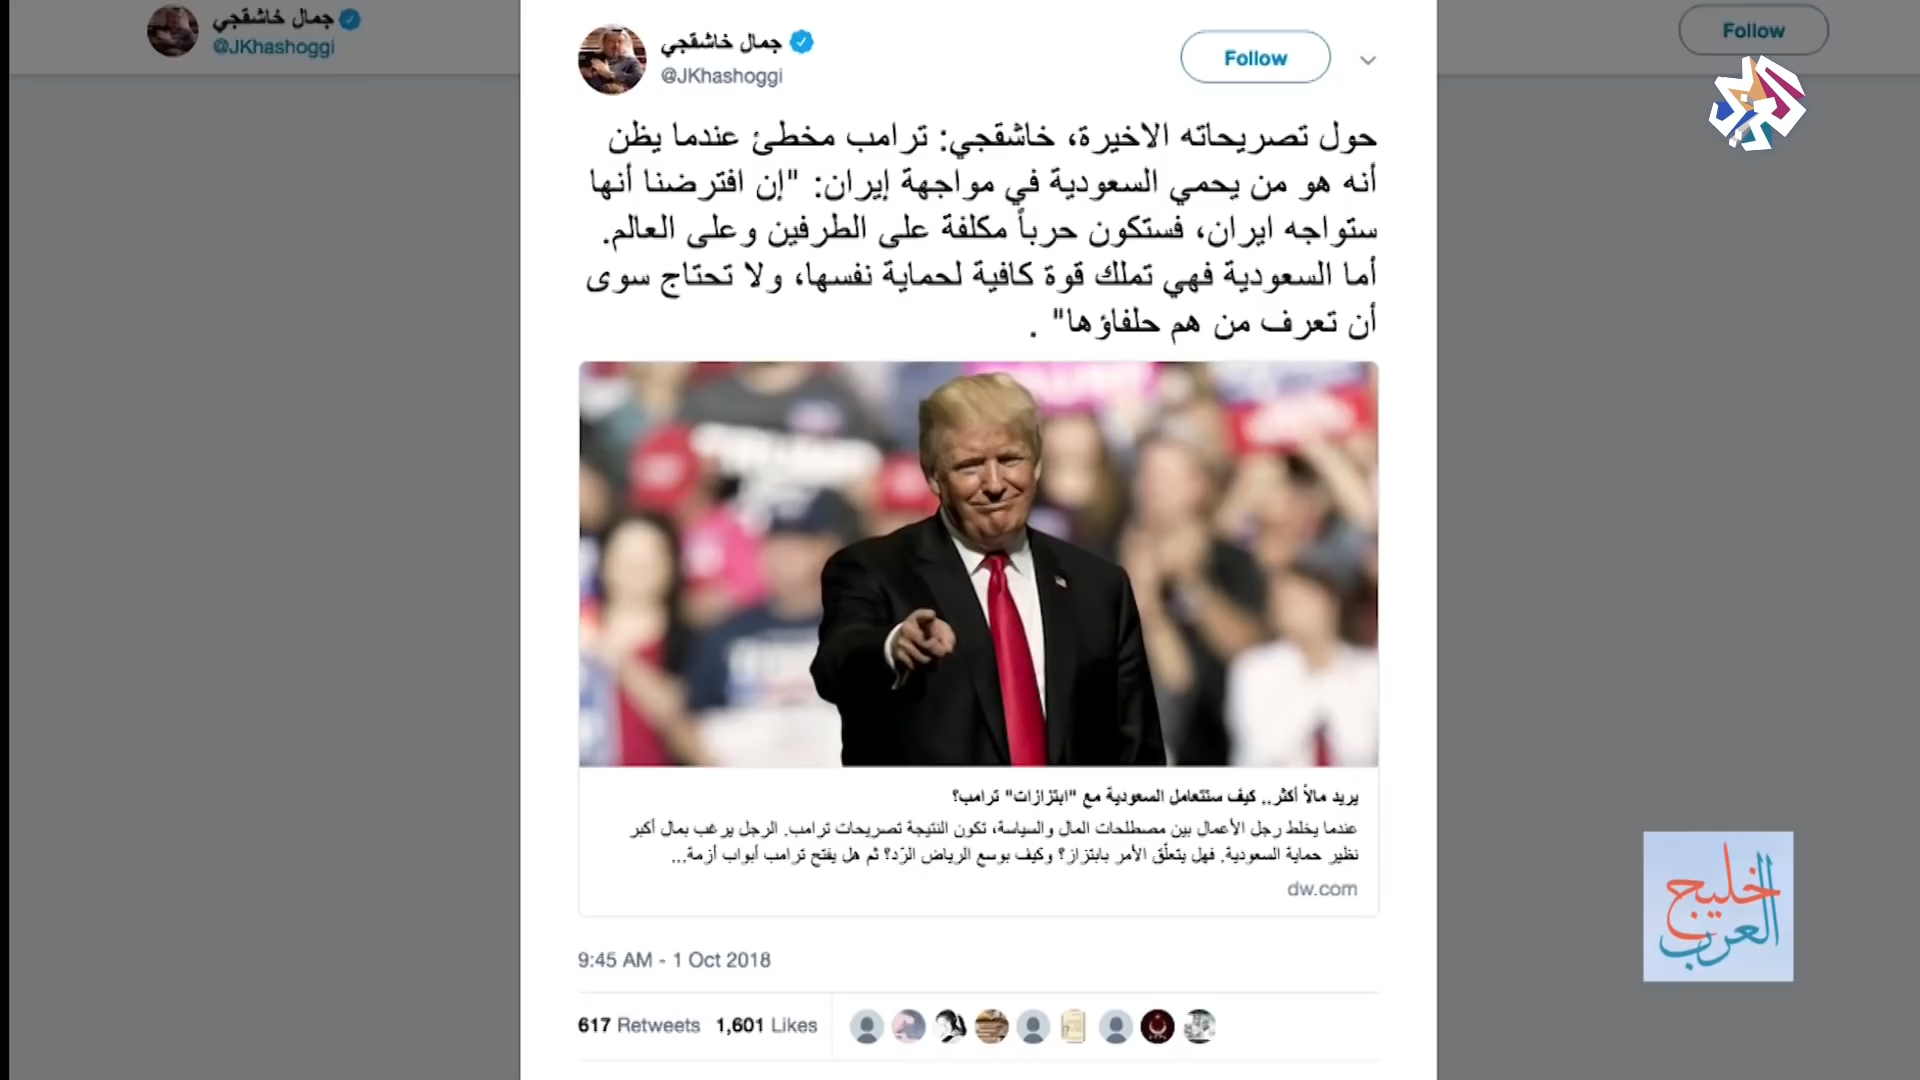 جمال خاشقجي
@JKhashoggi
Follow
جمال خاشقجي
@JKhashoggi
Follow
حول تصريحاته الاخيرة، خاشقجي: ترامب مخطئ عندما يظن
أنه هو من يحمي السعودية في مواجهة إيران: "إن افترضنا أنها
ستواجه ايران، فستكون حرباً مكلفة على الطرفين وعلى العالم.
أما السعودية فهي تملك قوة كافية لحماية نفسها، ولا تحتاج سوى
أن تعرف من هم حلفاؤها" .
يريد مالاً أكثر.. كيف ستتعامل السعودية مع "ابتزازات" ترامب؟
عندما يخلط رجل الأعمال بين مصطلحات المال والسياسة، تكون النتيجة تصريحات ترامب. الرجل يرغب بمال أكبر
نظير حماية السعودية. فهل يتعلّق الأمر بابتزاز؟ وكيف بوسع الرياض الرّد؟ ثم هل يفتح ترامب أبواب أزمة...
dw.com
9:45 AM - 1 Oct 2018
617 Retweets 1,601 Likes
خليج
العرب